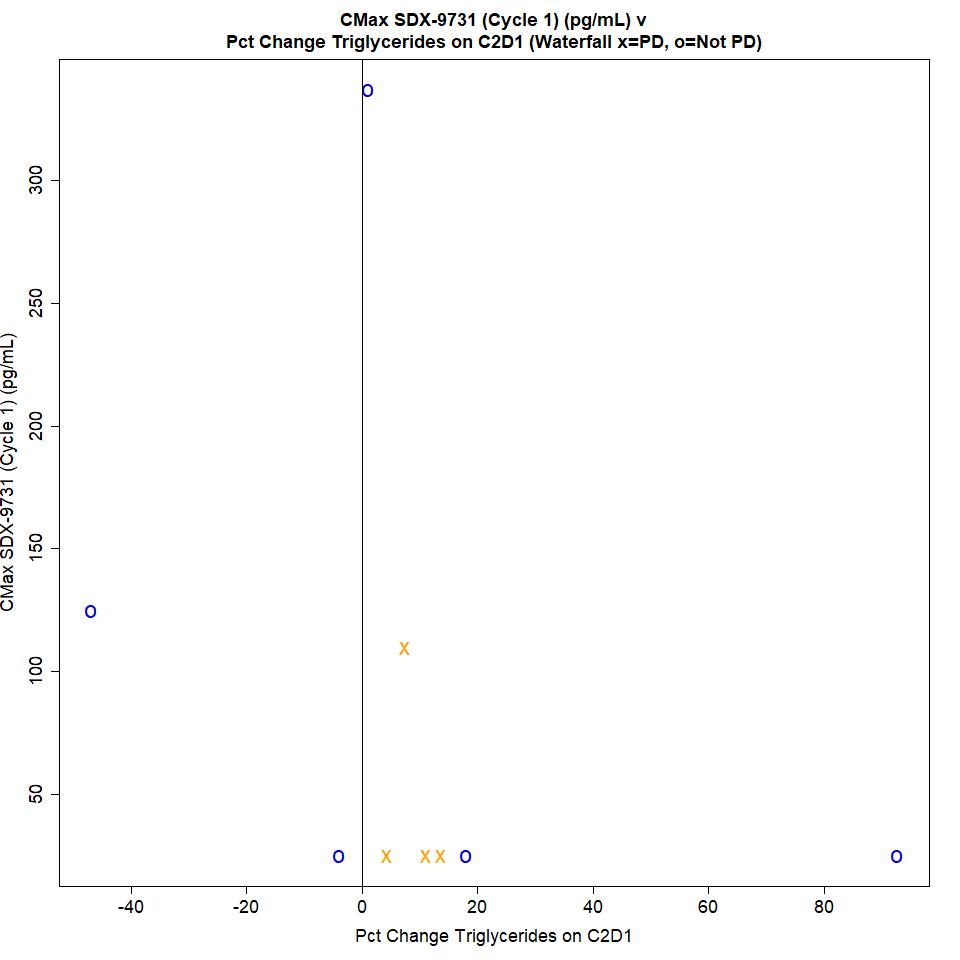 CMax SDX-9731 (Cycle 1) (pg/mL) v
Pct Change Triglycerides on C2D1 (Waterfall x=PD, o=Not PD)
CMax SDX-9731 (Cycle 1) (pg/mL)
300
250
200
150
100
50
o
o
x
o
x
x
x
o
o
-40
-20
0
20
40
60
80
Pct Change Triglycerides on C2D1